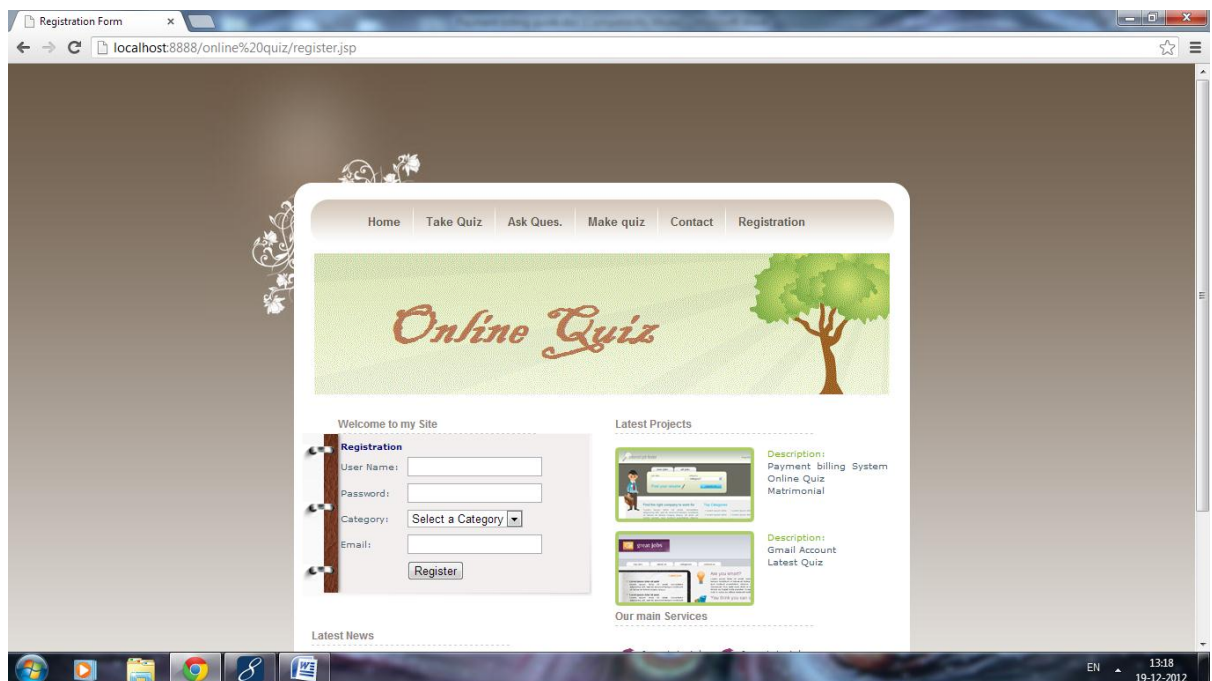 Registration Form
localhost:8888/online%20quiz/register.jsp
Home Take Quiz Ask Ques. Make quiz Contact Registration
Online Quiz
Welcome to my Site
Registration
User Name:
Password:
Category: Select a Category
Email:
Register
Latest News
Latest Projects
Description:
Payment billing System
Online Quiz
Matrimonial
great jobs
Description:
Gmail Account
Latest Quiz
Our main Services
EN
13:18
19-12-2012